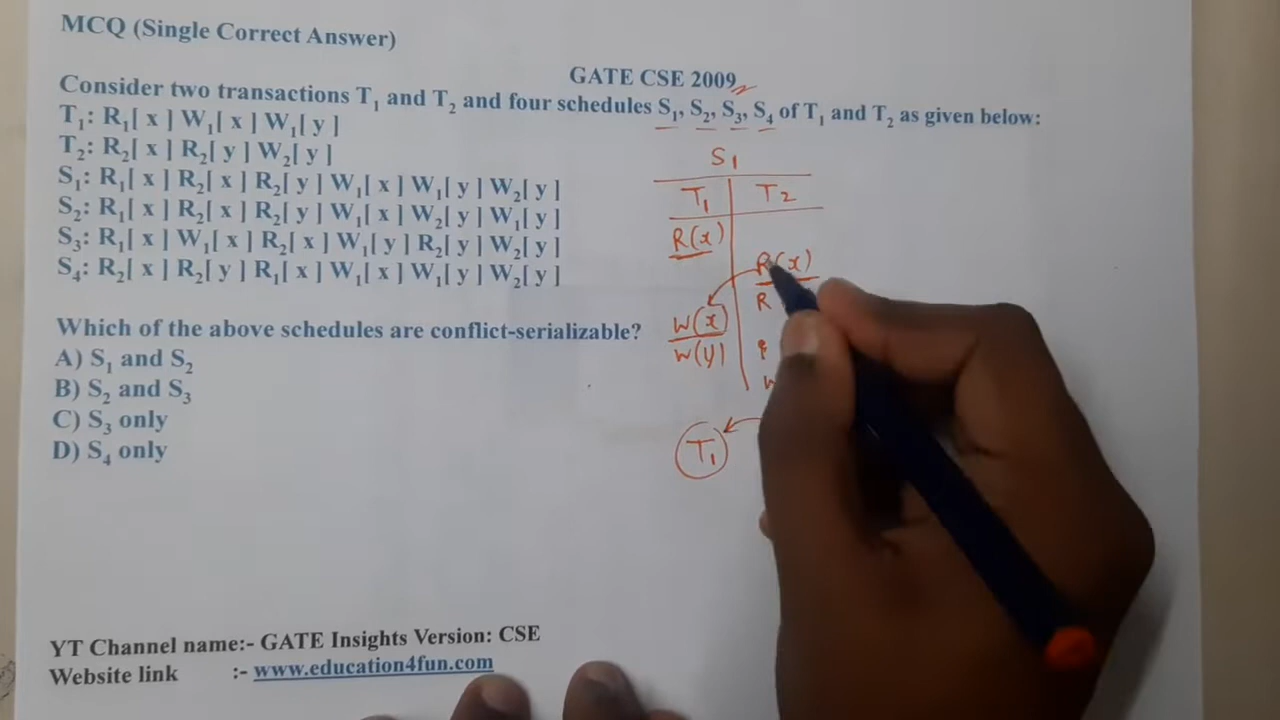 MCQ (Single Correct Answer)
GATE CSE 2009
Consider two transactions T₁ and T₂ and four schedules S₁, S₂, S₃, S₄ of T₁ and T₂ as given below:
T₁: R₁[ x ] W₁[ x ] W₁[ y ]
T₂: R₂[ x ] R₂[ y ] W₂[ y ]
S₁: R₁[ x ] R₂[ x ] R₂[ y ] W₁[ x ] W₁[ y ] W₂[ y ]
S₂: R₁[ x ] R₂[ x ] R₂[ y ] W₁[ x ] W₂[ y ] W₁[ y ]
S₃: R₁[ x ] W₁[ x ] R₂[ x ] W₁[ y ] R₂[ y ] W₂[ y ]
S₄: R₂[ x ] R₂[ y ] R₁[ x ] W₁[ x ] W₁[ y ] W₂[ y ]
Which of the above schedules are conflict-serializable?
A) S₁ and S₂
B) S₂ and S₃
C) S₃ only
D) S₄ only
S₁
T₁ T₂
R(x)
R(x)
R
W(x)
W(y)
T₁
YT Channel name:- GATE Insights Version: CSE
Website link :- www.education4fun.com